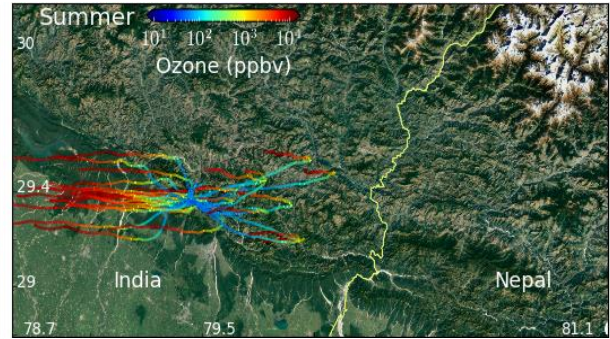 Summer
10¹ 10² 10³ 10⁴
Ozone (ppbv)
30
29.4
29
India
Nepal
78.7
79.5
81.1